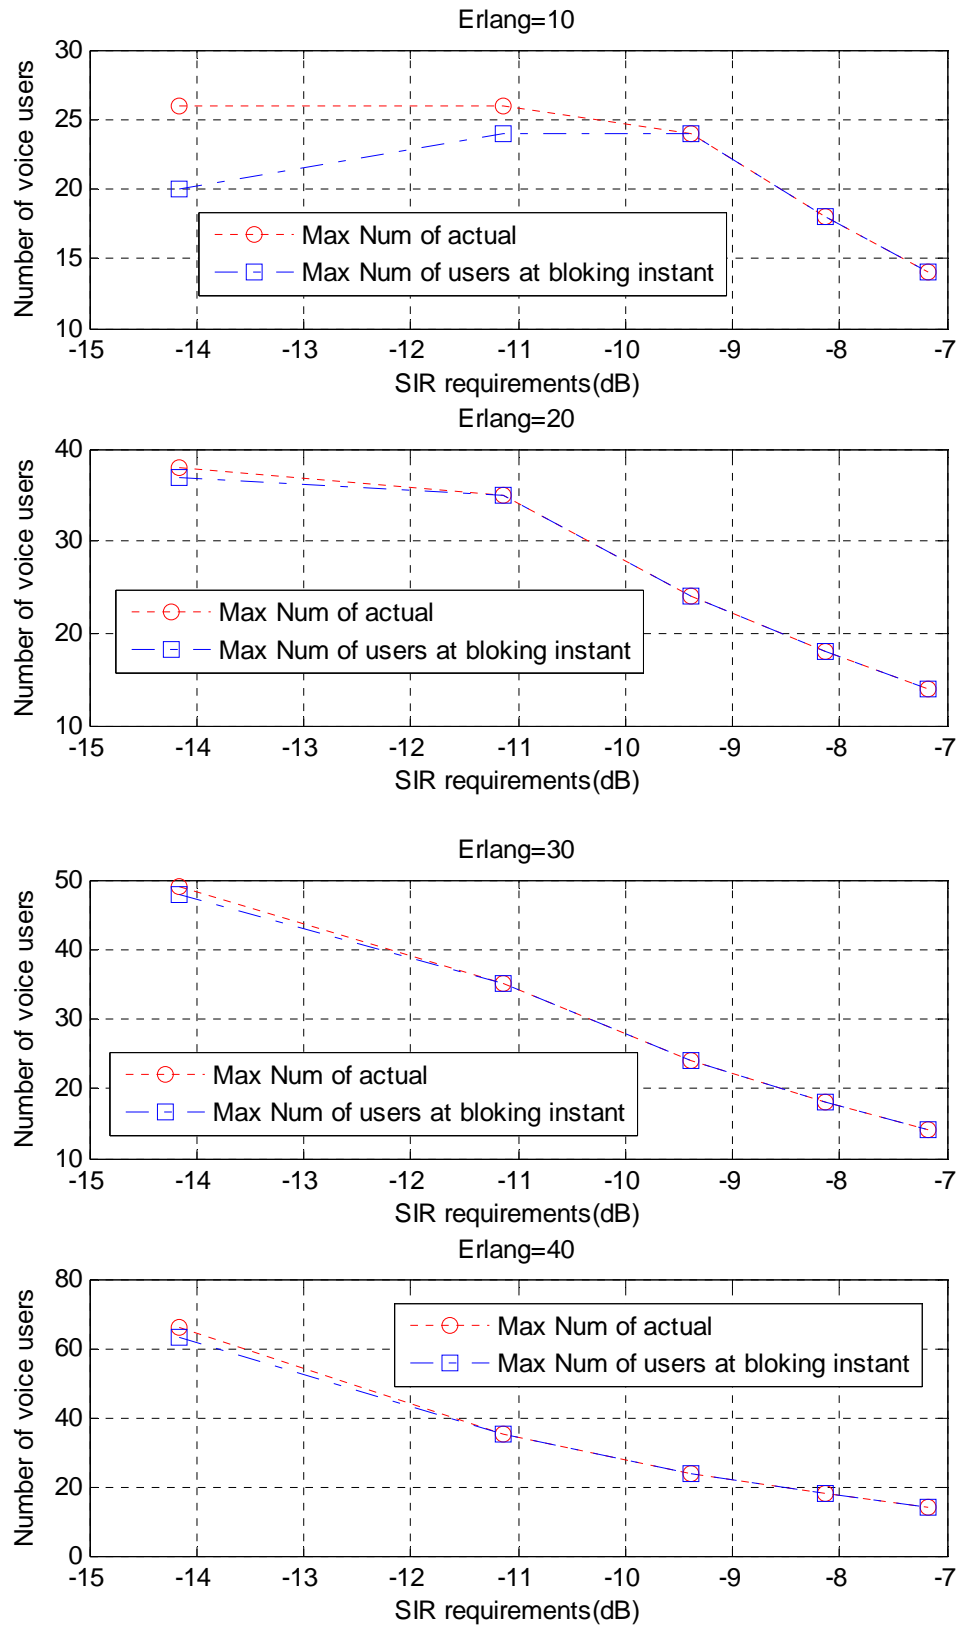 Erlang=10
Number of voice users
30
25
20
15
10
Max Num of actual
Max Num of users at bloking instant
-15 -14 -13 -12 -11 -10 -9 -8 -7
SIR requirements(dB)
Erlang=20
Number of voice users
40
30
20
10
Max Num of actual
Max Num of users at bloking instant
-15 -14 -13 -12 -11 -10 -9 -8 -7
SIR requirements(dB)
Erlang=30
Number of voice users
50
40
30
20
10
Max Num of actual
Max Num of users at bloking instant
-15 -14 -13 -12 -11 -10 -9 -8 -7
SIR requirements(dB)
Erlang=40
Number of voice users
80
60
40
20
0
Max Num of actual
Max Num of users at bloking instant
-15 -14 -13 -12 -11 -10 -9 -8 -7
SIR requirements(dB)